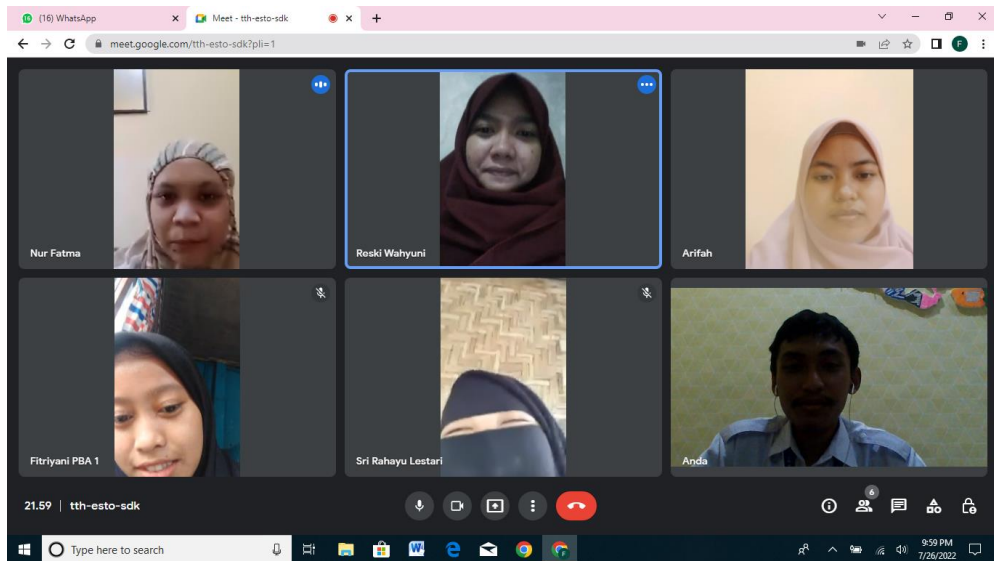 (16) WhatsApp
Meet - tth-esto-sdk
meet.google.com/tth-esto-sdk?pli=1
F
Nur Fatma
Reski Wahyuni
Arifah
Fitriyani PBA 1
Sri Rahayu Lestari
Anda
21.59 | tth-esto-sdk
6
Type here to search
9:59 PM
7/26/2022